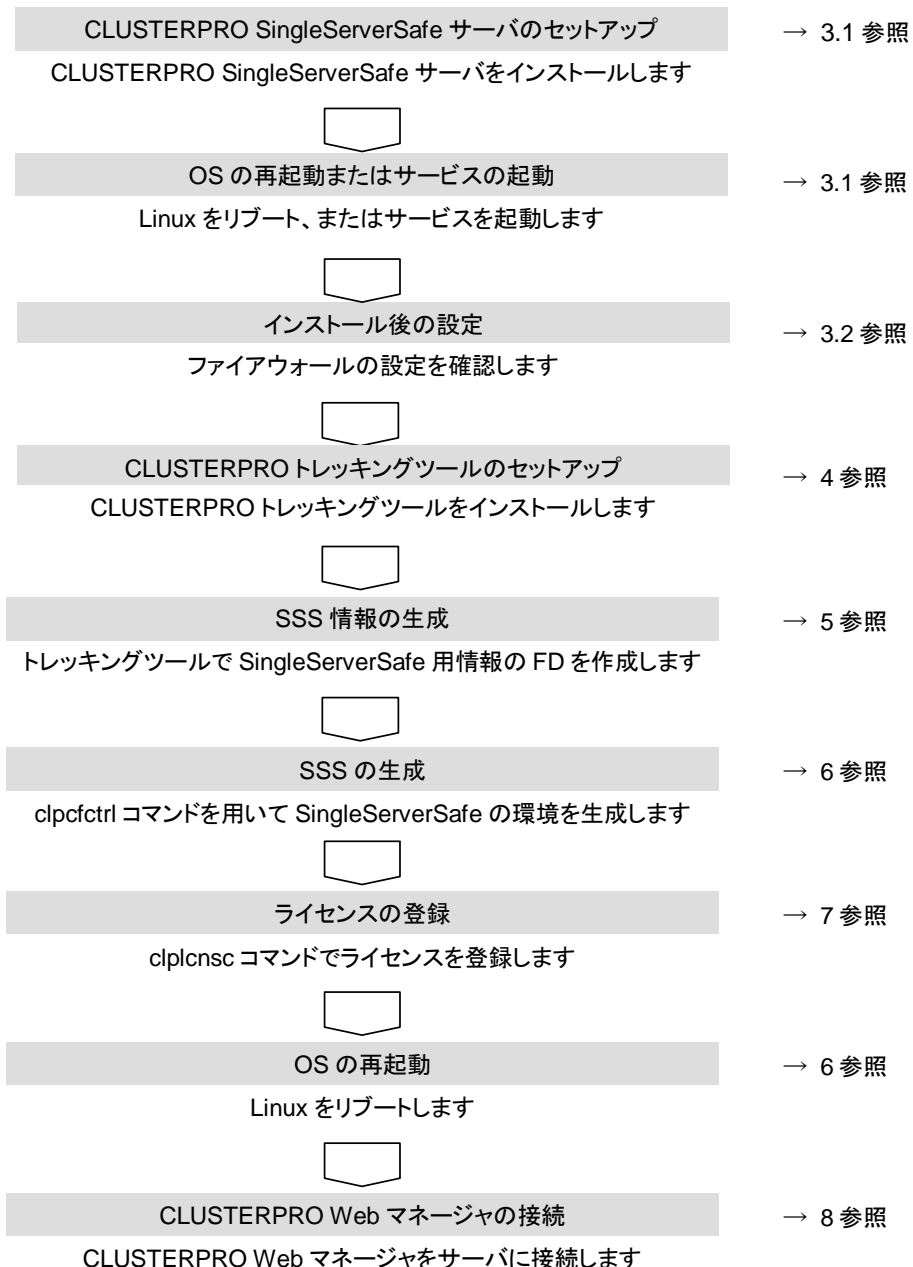 CLUSTERPRO SingleServerSafe サーバのセットアップ → 3.1 参照
CLUSTERPRO SingleServerSafe サーバをインストールします
OS の再起動またはサービスの起動 → 3.1 参照
Linux をリブート、またはサービスを起動します
インストール後の設定 → 3.2 参照
ファイアウォールの設定を確認します
CLUSTERPRO トレッキングツールのセットアップ → 4 参照
CLUSTERPRO トレッキングツールをインストールします
SSS 情報の生成 → 5 参照
トレッキングツールで SingleServerSafe 用情報の FD を作成します
SSS の生成 → 6 参照
clpcfctrl コマンドを用いて SingleServerSafe の環境を生成します
ライセンスの登録 → 7 参照
clplcnsc コマンドでライセンスを登録します
OS の再起動 → 6 参照
Linux をリブートします
CLUSTERPRO Web マネージャの接続 → 8 参照
CLUSTERPRO Web マネージャをサーバに接続します